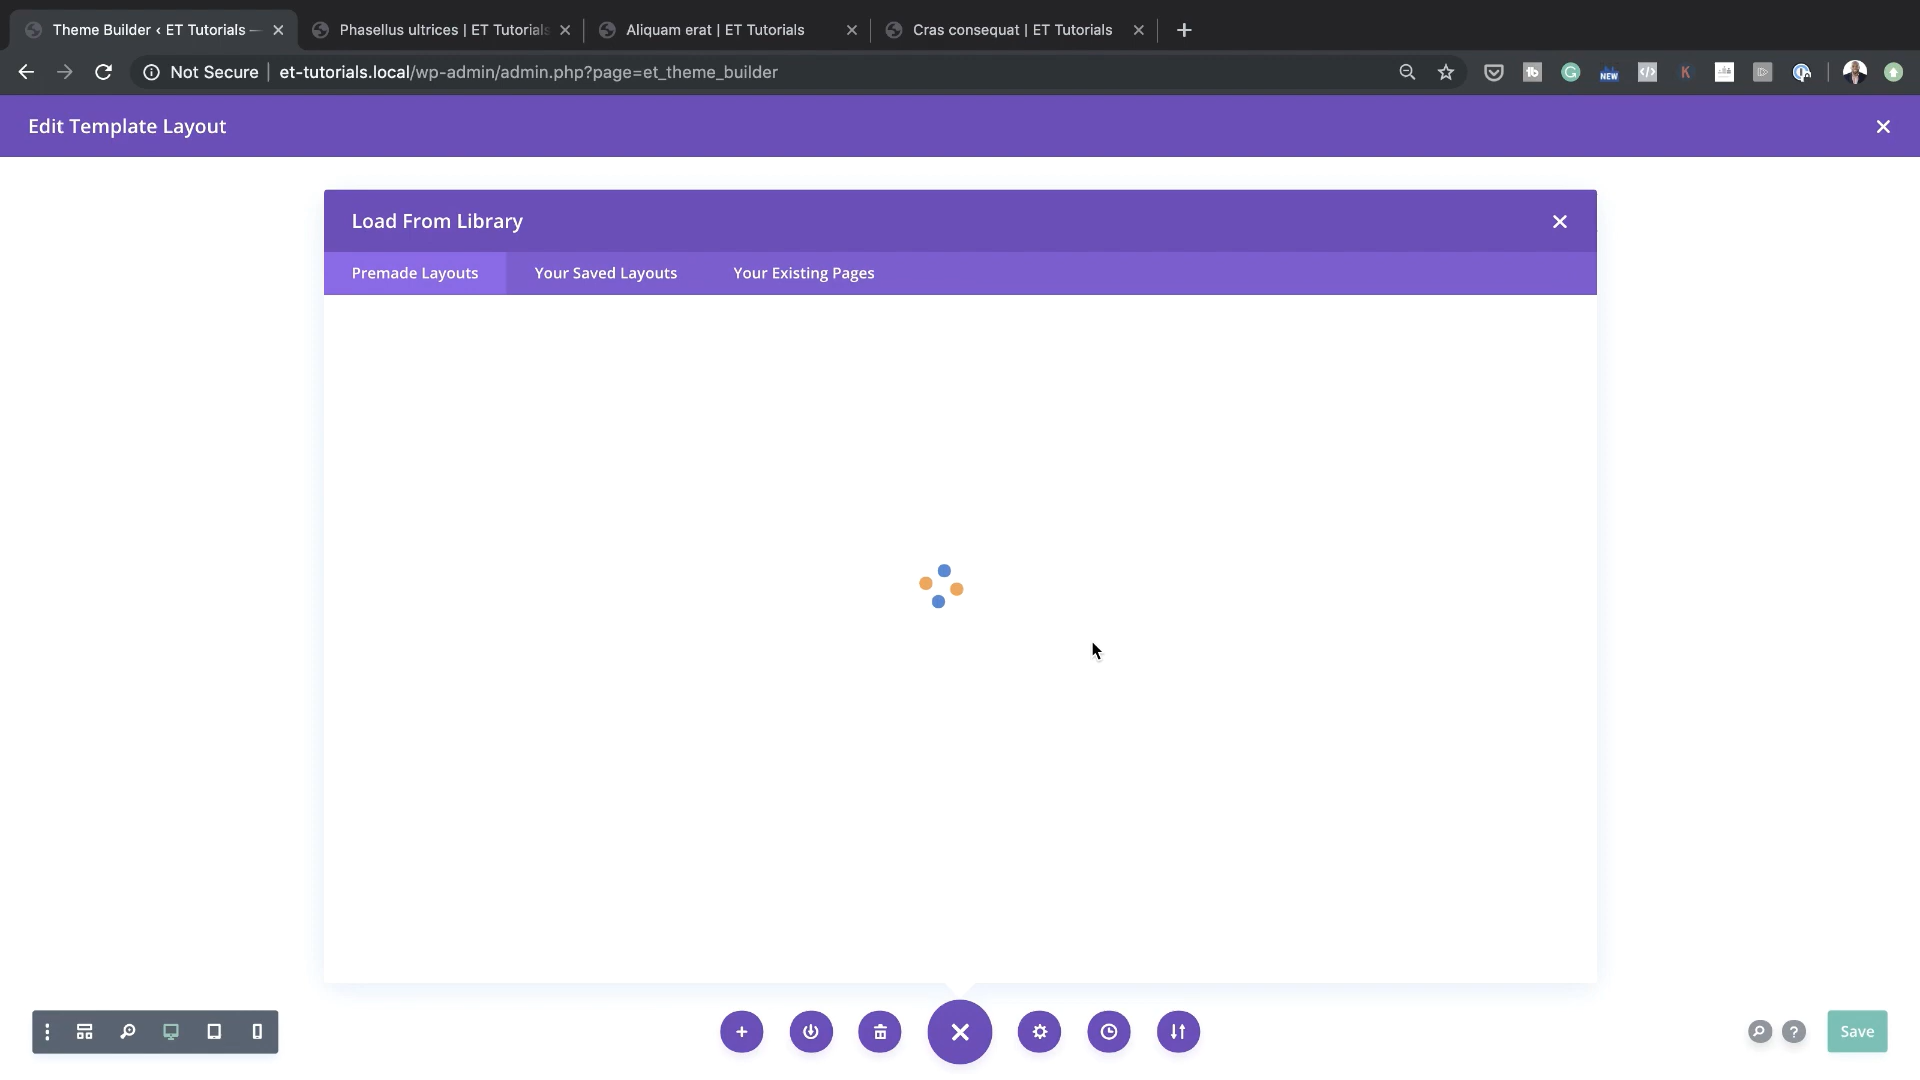 Theme Builder ‹ ET Tutorials —
Phasellus ultrices | ET Tutorials
Aliquam erat | ET Tutorials
Cras consequat | ET Tutorials
Not Secure
et-tutorials.local/wp-admin/admin.php?page=et_theme_builder
NEW
Edit Template Layout
Load From Library
Premade Layouts
Your Saved Layouts
Your Existing Pages
Save